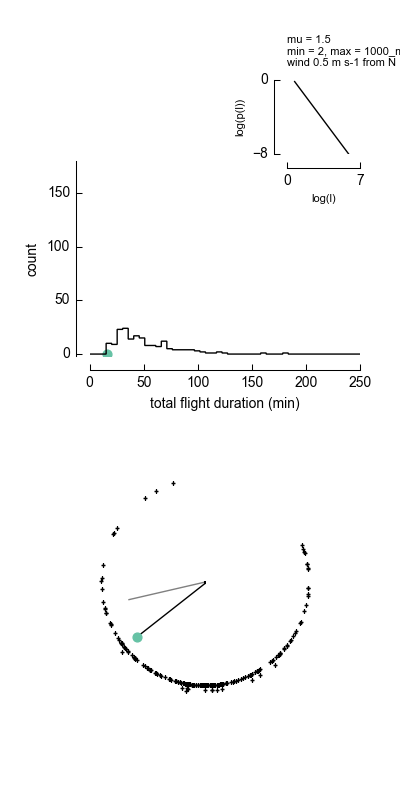 mu = 1.5
min = 2, max = 1000_m
wind 0.5 m s-1 from N
0
log(p(l))
−8
0
7
log(l)
150
100
50
0
count
0
50
100
150
200
250
total flight duration (min)